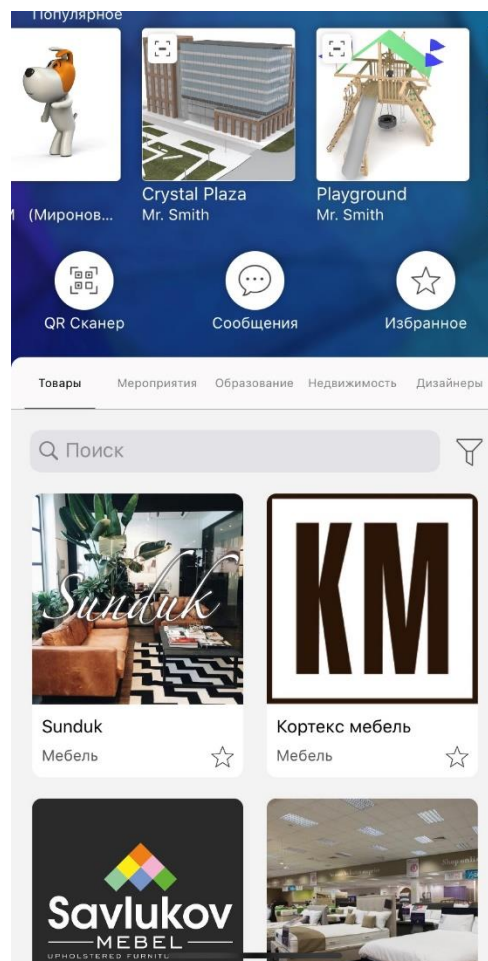 Популярное
Crystal Plaza
Playground
(Миронов...
Mr. Smith
Mr. Smith
QR Сканер
Сообщения
Избранное
Товары
Мероприятия
Образование
Недвижимость
Дизайнеры
Поиск
Sunduk
KM
Sunduk
Кортекс мебель
Мебель
Мебель
Savlukov
MEBEL
UPHOLSTERED